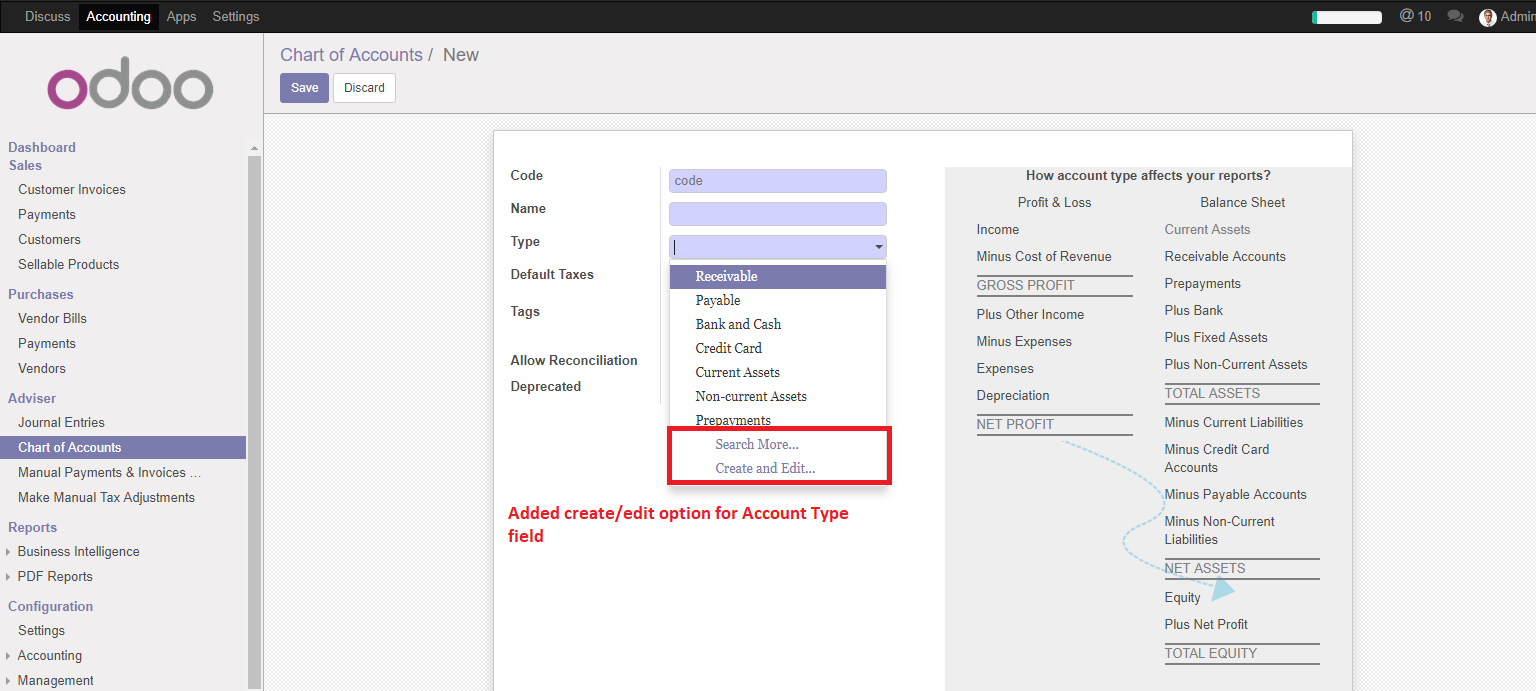 Discuss Accounting Apps Settings
@ 10 Admin
odoo
Chart of Accounts / New
Save Discard
Dashboard
Sales
Customer Invoices
Payments
Customers
Sellable Products
Purchases
Vendor Bills
Payments
Vendors
Adviser
Journal Entries
Chart of Accounts
Manual Payments & Invoices ...
Make Manual Tax Adjustments
Reports
Business Intelligence
PDF Reports
Configuration
Settings
Accounting
Management
Code
code
Name
Type
Default Taxes
Tags
Allow Reconciliation
Deprecated
Receivable
Payable
Bank and Cash
Credit Card
Current Assets
Non-current Assets
Prepayments
Search More...
Create and Edit...
Added create/edit option for Account Type
field
How account type affects your reports?
Profit & Loss
Income
Minus Cost of Revenue
GROSS PROFIT
Plus Other Income
Minus Expenses
Expenses
Depreciation
NET PROFIT
Balance Sheet
Current Assets
Receivable Accounts
Prepayments
Plus Bank
Plus Fixed Assets
Plus Non-Current Assets
TOTAL ASSETS
Minus Current Liabilities
Minus Credit Card
Accounts
Minus Payable Accounts
Minus Non-Current
Liabilities
NET ASSETS
Equity
Plus Net Profit
TOTAL EQUITY